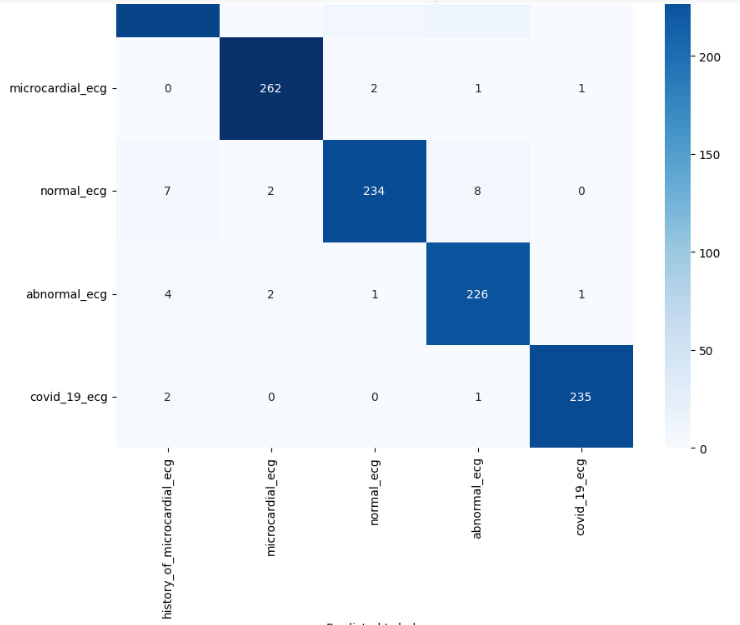 200
microcardial_ecg 0 262 2 1 1
150
normal_ecg 7 2 234 8 0
100
abnormal_ecg 4 2 1 226 1
50
covid_19_ecg 2 0 0 1 235
0
history_of_microcardial_ecg
microcardial_ecg
normal_ecg
abnormal_ecg
covid_19_ecg